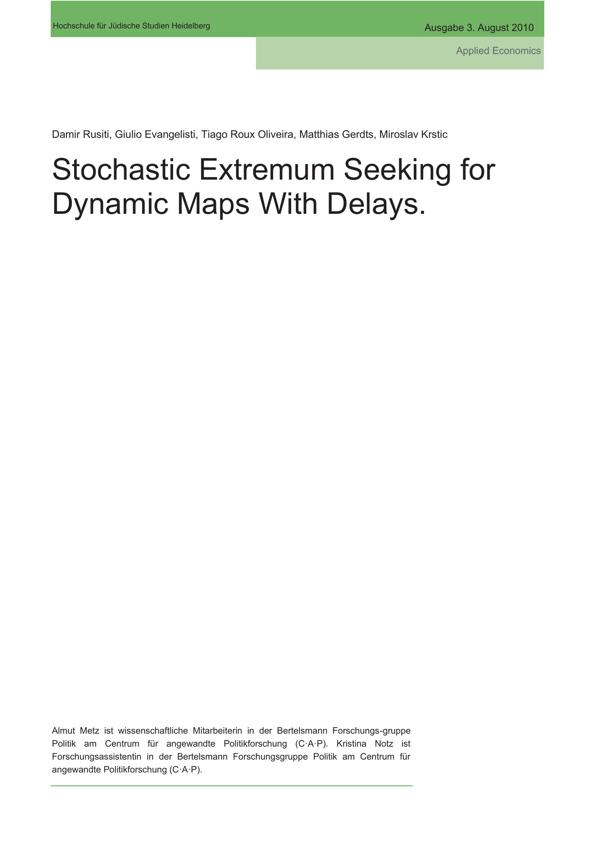 Hochschule für Jüdische Studien Heidelberg
Ausgabe 3. August 2010
Applied Economics
Damir Rusiti, Giulio Evangelisti, Tiago Roux Oliveira, Matthias Gerdts, Miroslav Krstic
Stochastic Extremum Seeking for
Dynamic Maps With Delays.
Almut Metz ist wissenschaftliche Mitarbeiterin in der Bertelsmann Forschungs-gruppe
Politik am Centrum für angewandte Politikforschung (C·A·P). Kristina Notz ist
Forschungsassistentin in der Bertelsmann Forschungsgruppe Politik am Centrum für
angewandte Politikforschung (C·A·P).